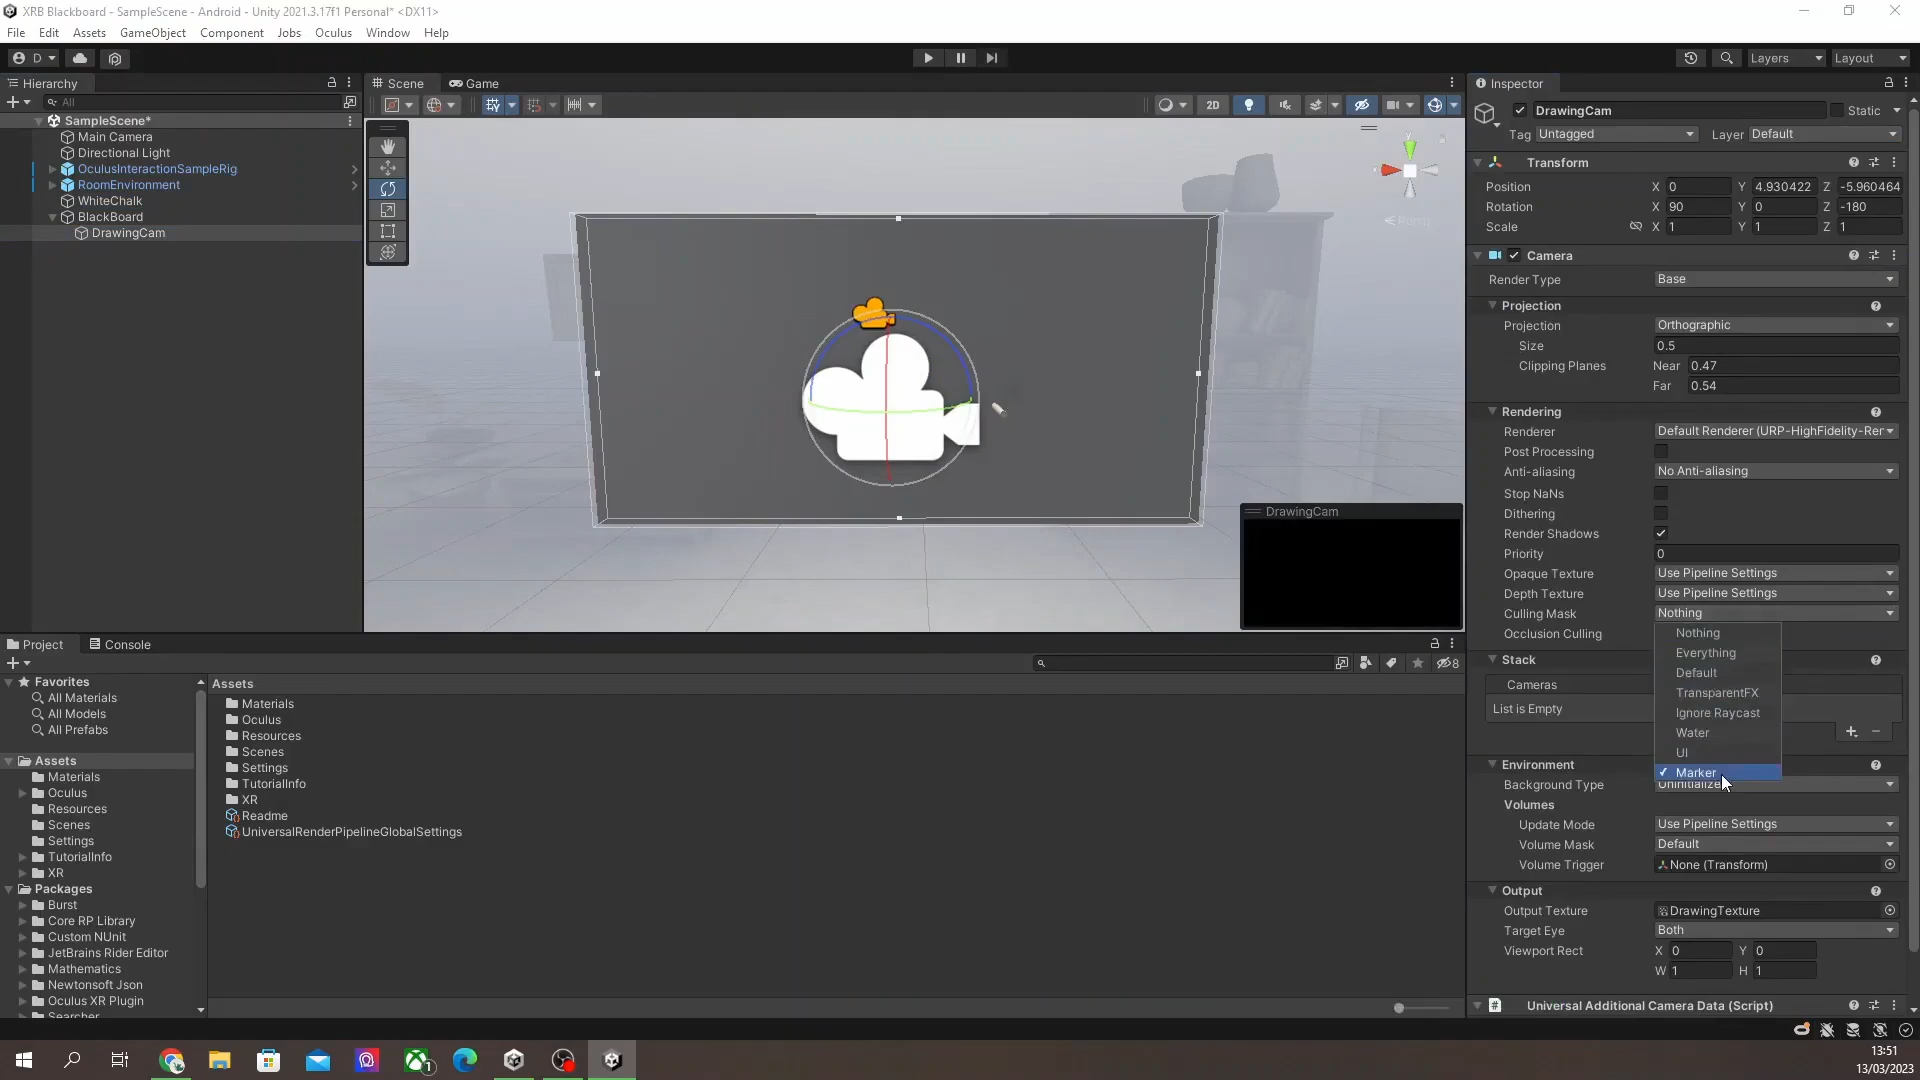 XRB Blackboard - SampleScene - Android - Unity 2021.3.17f1 Personal* <DX11>
File Edit Assets GameObject Component Jobs Oculus Window Help
D
Layers Layout
Hierarchy
All
SampleScene*
Main Camera
Directional Light
OculusInteractionSampleRig
RoomEnvironment
WhiteChalk
BlackBoard
DrawingCam
Scene Game
2D
y
Persp
DrawingCam
Inspector
DrawingCam Static
Tag Untagged Layer Default
Transform
Position X 0 Y 4.930422 Z -5.960464
Rotation X 90 Y 0 Z -180
Scale X 1 Y 1 Z 1
Camera
Render Type Base
Projection
Projection Orthographic
Size 0.5
Clipping Planes Near 0.47
Far 0.54
Rendering
Renderer Default Renderer (URP-HighFidelity-Rer
Post Processing
Anti-aliasing No Anti-aliasing
Stop NaNs
Dithering
Render Shadows
Priority 0
Opaque Texture Use Pipeline Settings
Depth Texture Use Pipeline Settings
Culling Mask Nothing
Occlusion Culling
Nothing
Everything
Default
TransparentFX
Ignore Raycast
Water
UI
Marker
Stack
Cameras
List is Empty
Environment
Background Type Uninitialized
Volumes
Update Mode Use Pipeline Settings
Volume Mask Default
Volume Trigger None (Transform)
Output
Output Texture DrawingTexture
Target Eye Both
Viewport Rect X 0 Y 0
W 1 H 1
Universal Additional Camera Data (Script)
Project Console
8
Favorites
All Materials
All Models
All Prefabs
Assets
Materials
Oculus
Resources
Scenes
Settings
TutorialInfo
XR
Packages
Burst
Core RP Library
Custom NUnit
JetBrains Rider Editor
Mathematics
Newtonsoft Json
Oculus XR Plugin
Searcher
Assets
Materials
Oculus
Resources
Scenes
Settings
TutorialInfo
XR
Readme
UniversalRenderPipelineGlobalSettings
1
13:51
13/03/2023